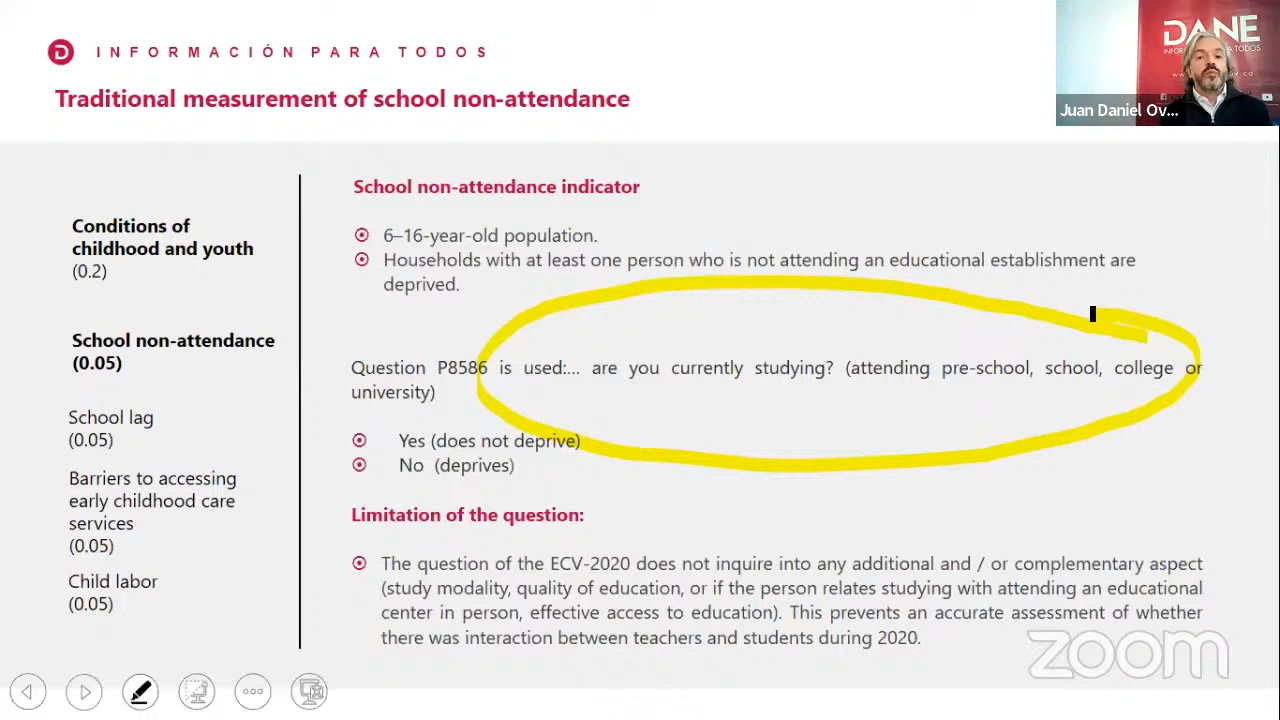 INFORMACIÓN PARA TODOS
Traditional measurement of school non-attendance
DANE
INFORMACIÓN PARA TODOS
Juan Daniel Ov...
Conditions of
childhood and youth
(0.2)
School non-attendance
(0.05)
School lag
(0.05)
Barriers to accessing
early childhood care
services
(0.05)
Child labor
(0.05)
School non-attendance indicator
6–16-year-old population.
Households with at least one person who is not attending an educational establishment are
deprived.
Question P8586 is used:... are you currently studying? (attending pre-school, school, college or
university)
Yes (does not deprive)
No (deprives)
Limitation of the question:
The question of the ECV-2020 does not inquire into any additional and / or complementary aspect
(study modality, quality of education, or if the person relates studying with attending an educational
center in person, effective access to education). This prevents an accurate assessment of whether
there was interaction between teachers and students during 2020.
zoom